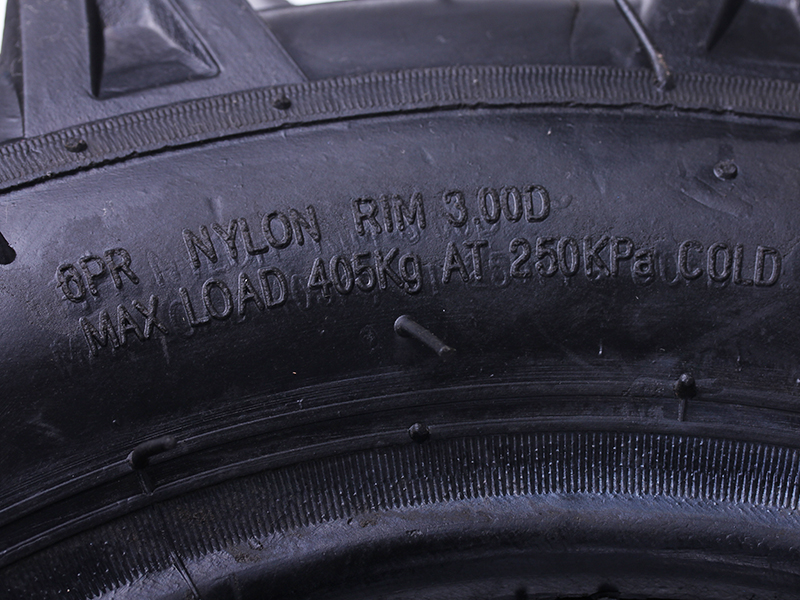 6PR NYLON RIM 3.00D
MAX LOAD 405Kg AT 250KPa COLD